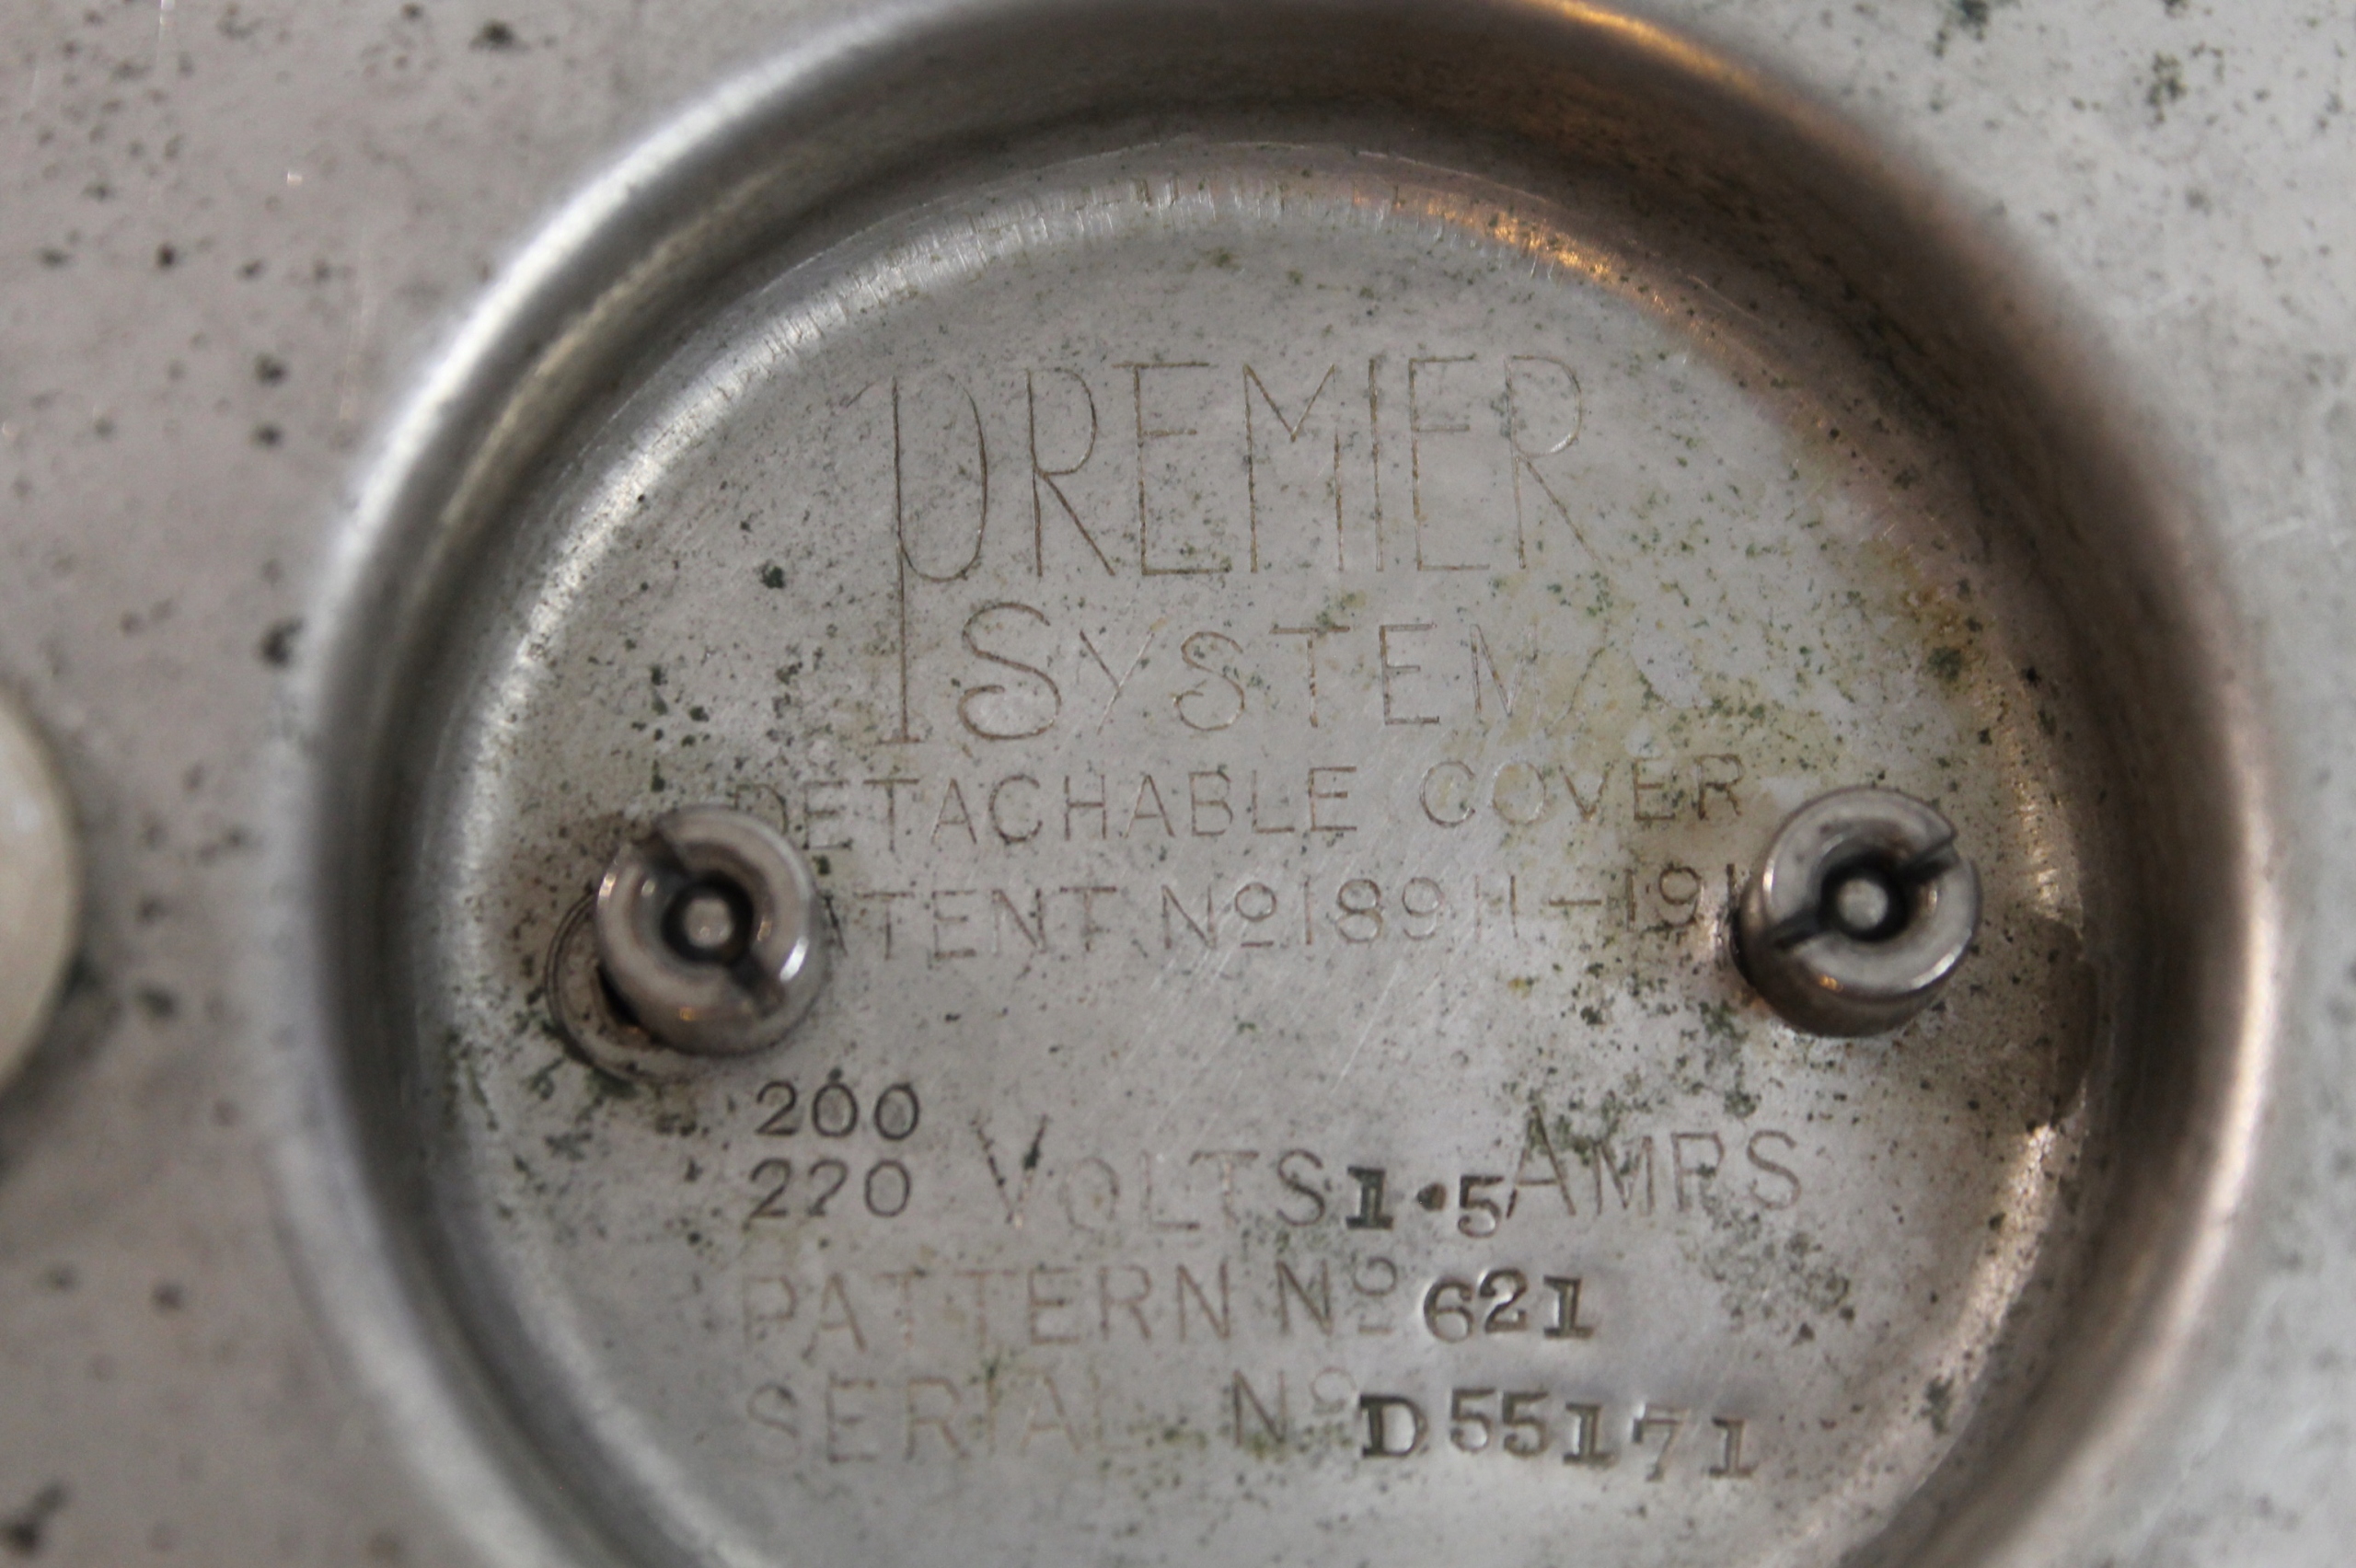 PREMIER
SYSTEM
DETACHABLE COVER
PATENT. Nº 18911-191
200
270 VOLTS 1·5 AMPS
PATTERN Nº 621
SERIAL Nº D55171